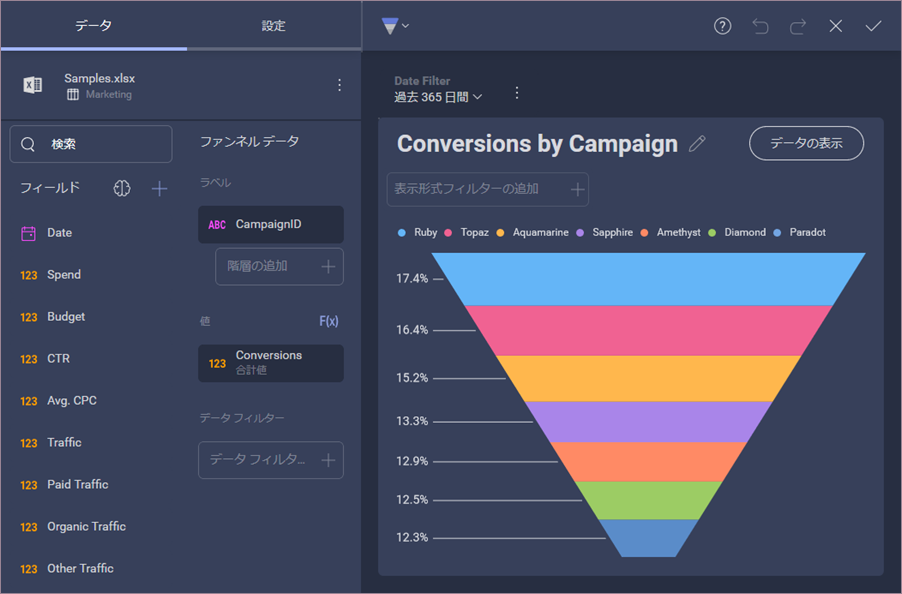 データ
設定
Samples.xlsx
Marketing
検索
フィールド
Date
123 Spend
123 Budget
123 CTR
123 Avg. CPC
123 Traffic
123 Paid Traffic
123 Organic Traffic
123 Other Traffic
ファンネル データ
ラベル
ABC CampaignID
階層の追加
値 F(x)
123 Conversions
合計値
データ フィルター
データ フィルタ...
Date Filter
過去 365 日間
Conversions by Campaign
データの表示
表示形式フィルターの追加
Ruby Topaz Aquamarine Sapphire Amethyst Diamond Paradot
17.4%
16.4%
15.2%
13.3%
12.9%
12.5%
12.3%